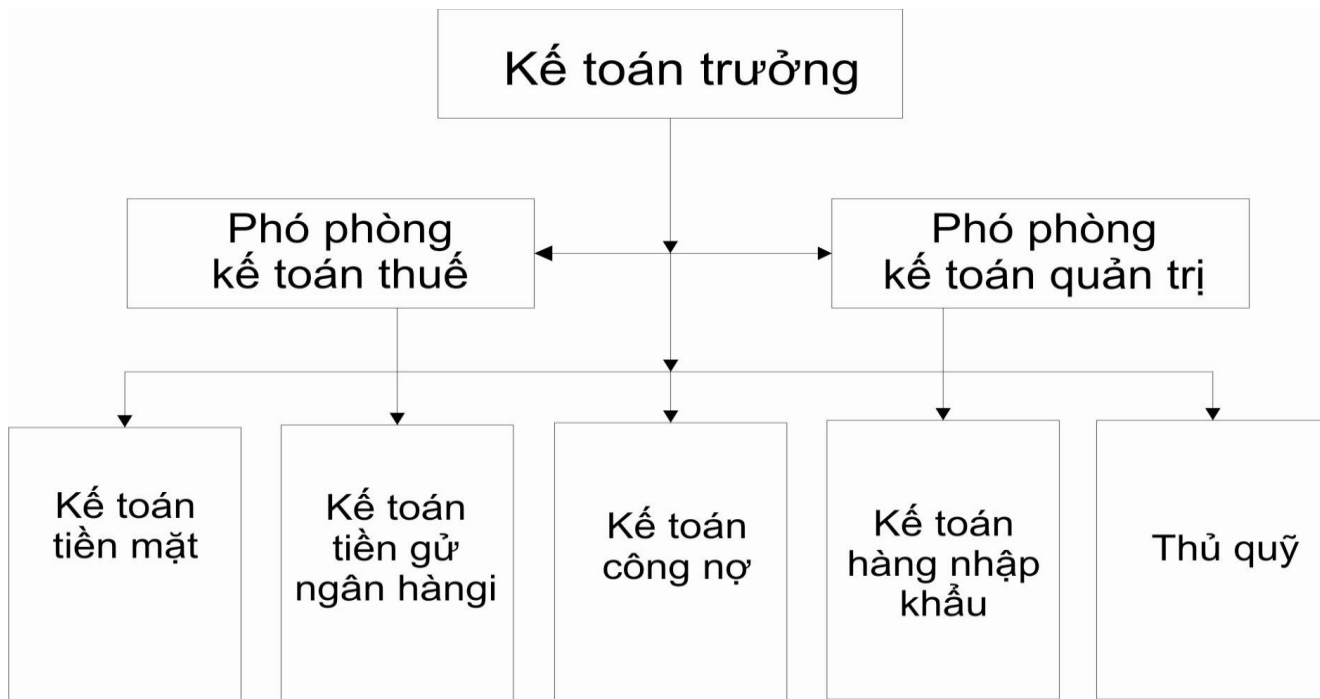 Kế toán trưởng
Phó phòng
kế toán thuế
Phó phòng
kế toán quản trị
Kế toán
tiền mặt
Kế toán
tiền gử
ngân hàngi
Kế toán
công nợ
Kế toán
hàng nhập
khẩu
Thủ quỹ